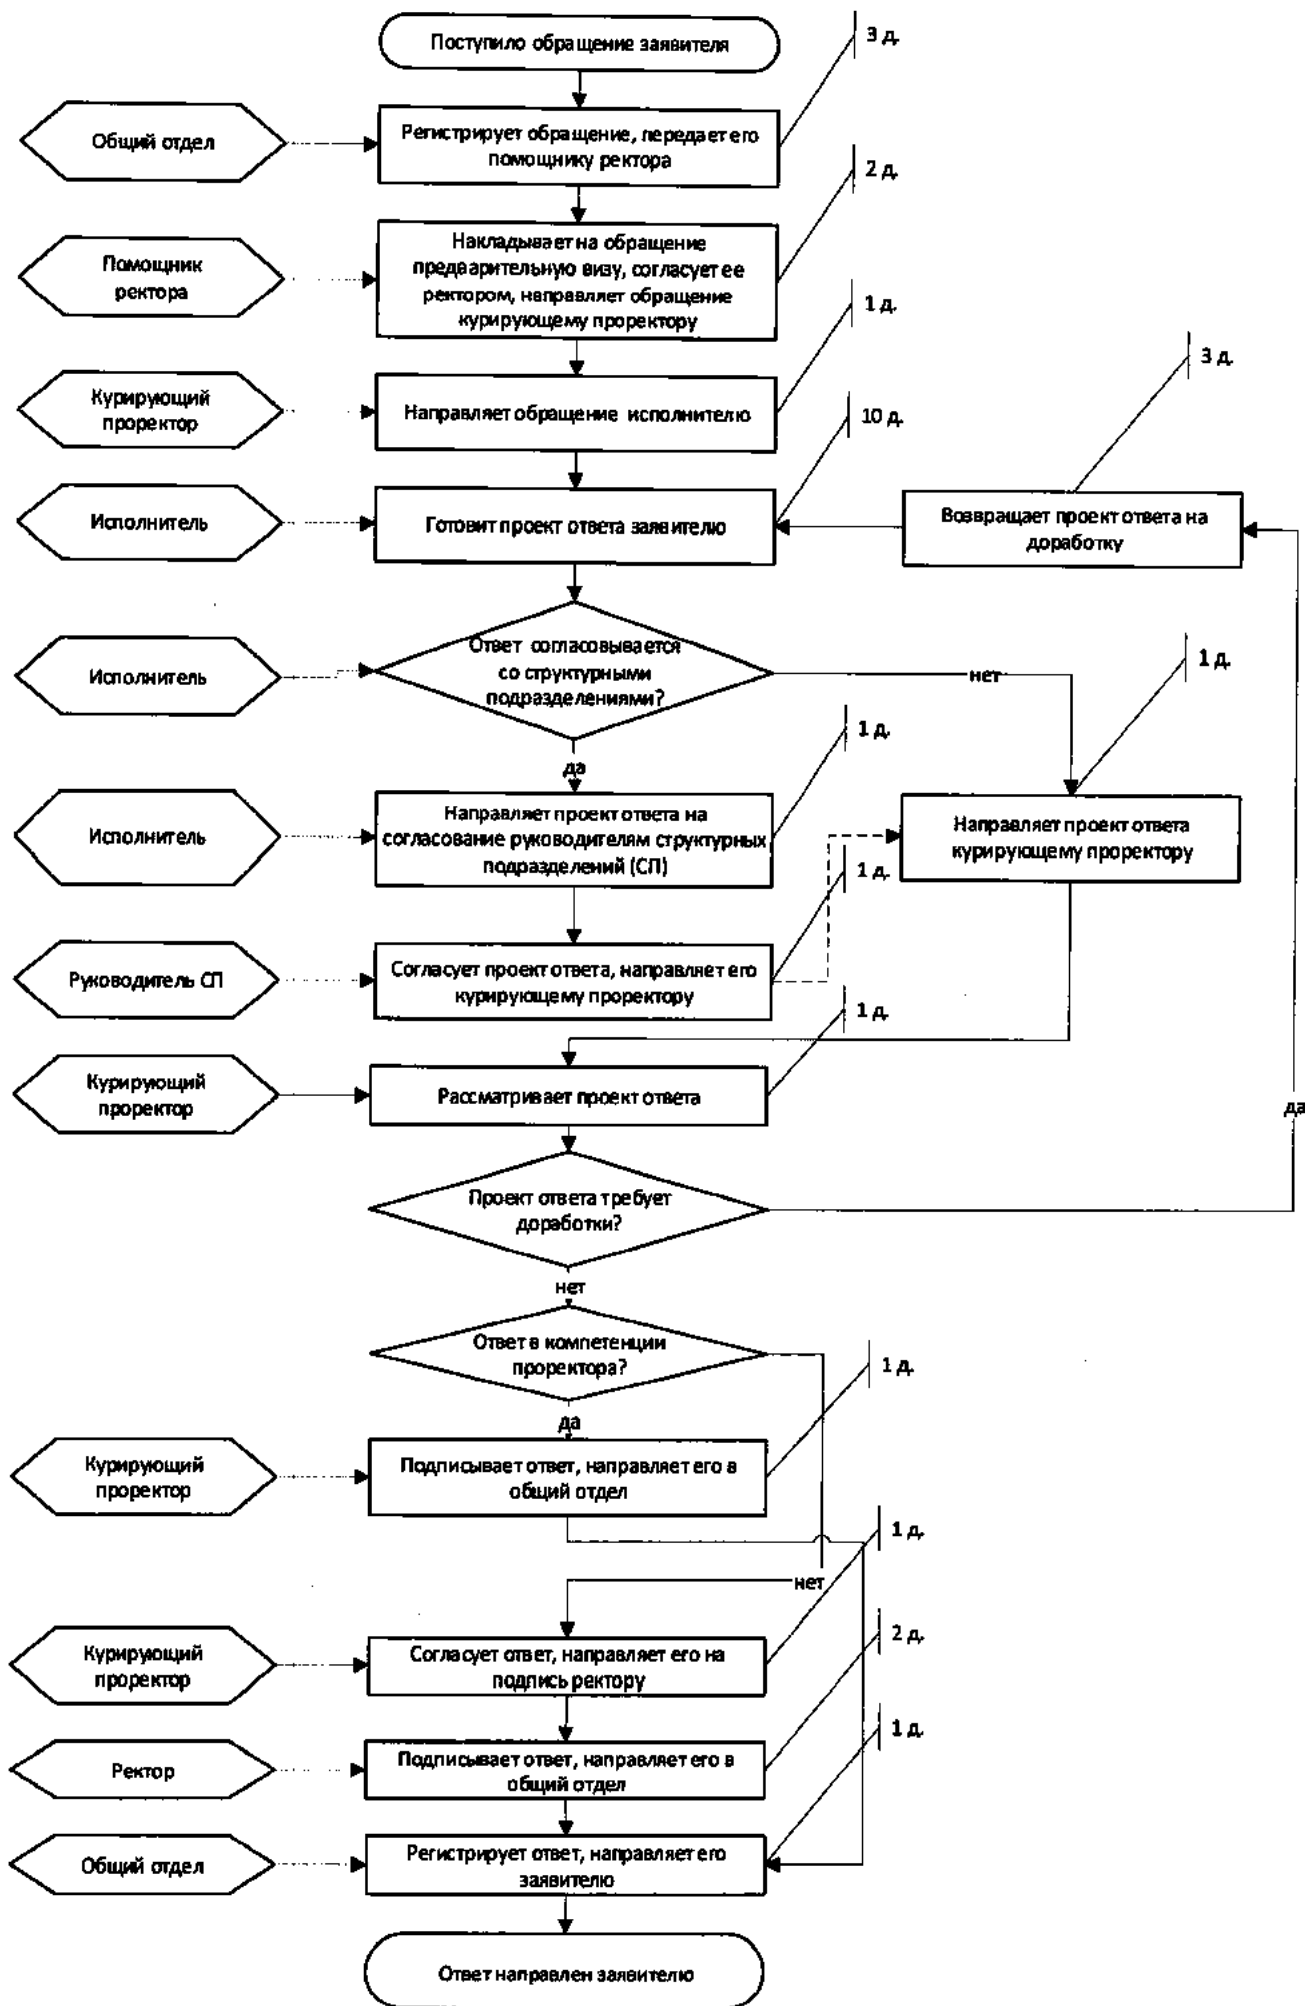 Поступило обращение заявителя
3 д.
Общий отдел
Регистрирует обращение, передает его
помощнику ректора
2 д.
Помощник
ректора
Накладывает на обращение
предварительную визу, согласует ее
ректором, направляет обращение
курирующему проректору
1 д.
3 д.
Курирующий
проректор
Направляет обращение исполнителю
10 д.
Исполнитель
Готовит проект ответа заявителю
Возвращает проект ответа на
доработку
Исполнитель
Ответ согласовывается
со структурными
подразделениями?
нет
1 д.
1 д.
да
Исполнитель
Направляет проект ответа на
согласование руководителям структурных
подразделений (СП)
Направляет проект ответа
курирующему проректору
1 д.
Руководитель СП
Согласует проект ответа, направляет его
курирующему проректору
1 д.
Курирующий
проректор
Рассматривает проект ответа
да
Проект ответа требует
доработки?
нет
Ответ в компетенции
проректора?
1 д.
да
Курирующий
проректор
Подписывает ответ, направляет его в
общий отдел
1 д.
нет
Курирующий
проректор
Согласует ответ, направляет его на
подпись ректору
2 д.
Ректор
Подписывает ответ, направляет его в
общий отдел
1 д.
Общий отдел
Регистрирует ответ, направляет его
заявителю
Ответ направлен заявителю